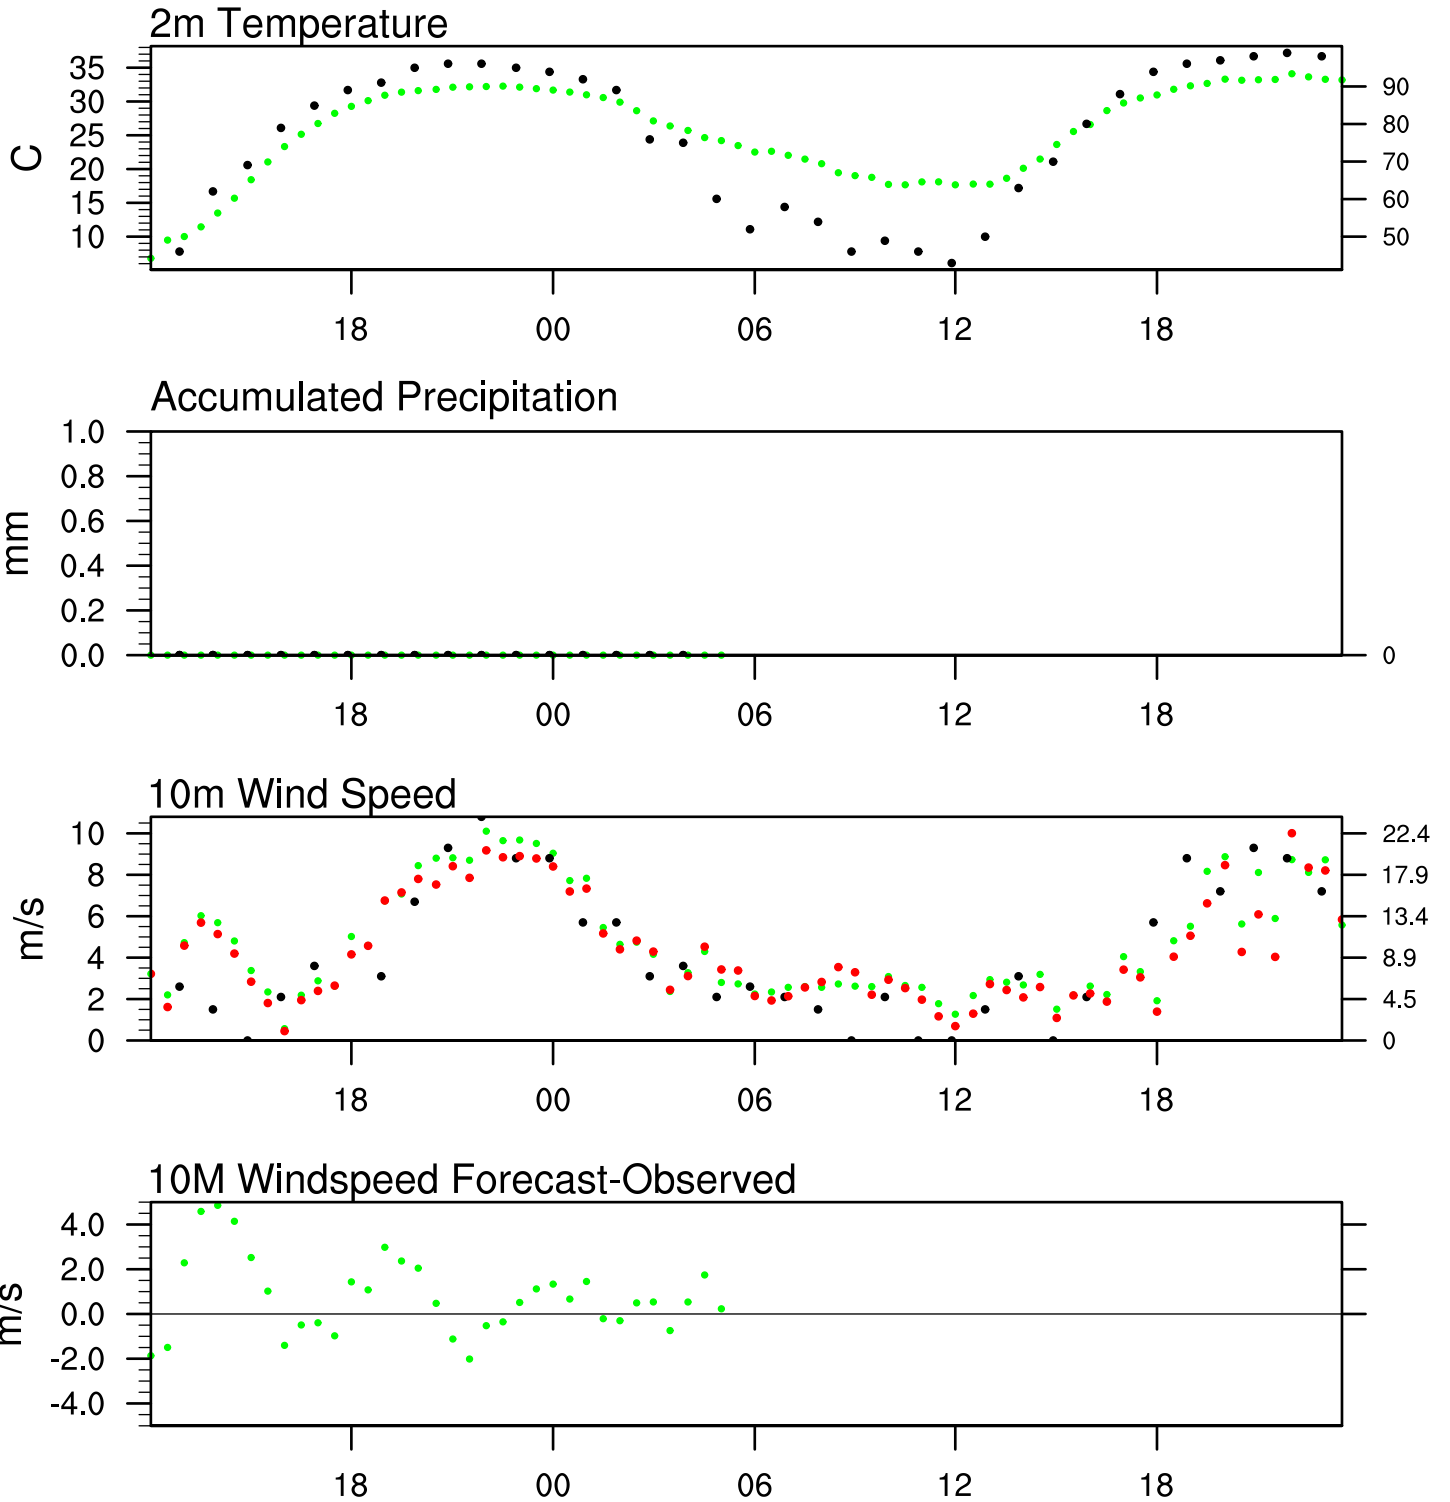 2m Temperature
35
30
25
20
15
10
C
90
80
70
60
50
18 00 06 12 18
Accumulated Precipitation
1.0
0.8
0.6
0.4
0.2
0.0
mm
0
18 00 06 12 18
10m Wind Speed
10
8
6
4
2
0
m/s
22.4
17.9
13.4
8.9
4.5
0
18 00 06 12 18
10M Windspeed Forecast-Observed
4.0
2.0
0.0
-2.0
-4.0
m/s
18 00 06 12 18